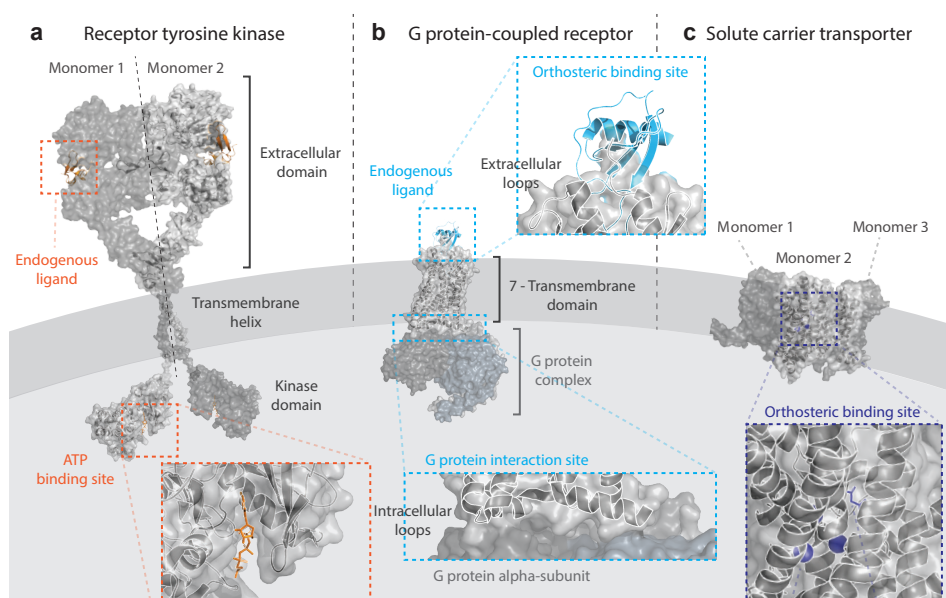 a Receptor tyrosine kinase
Monomer 1 Monomer 2
Extracellular
domain
Endogenous
ligand
Transmembrane
helix
Kinase
domain
ATP
binding site
b G protein-coupled receptor
Orthosteric binding site
Endogenous
ligand
Extracellular
loops
7 - Transmembrane
domain
G protein
complex
G protein interaction site
Intracellular
loops
G protein alpha-subunit
c Solute carrier transporter
Monomer 1 Monomer 3
Monomer 2
Orthosteric binding site